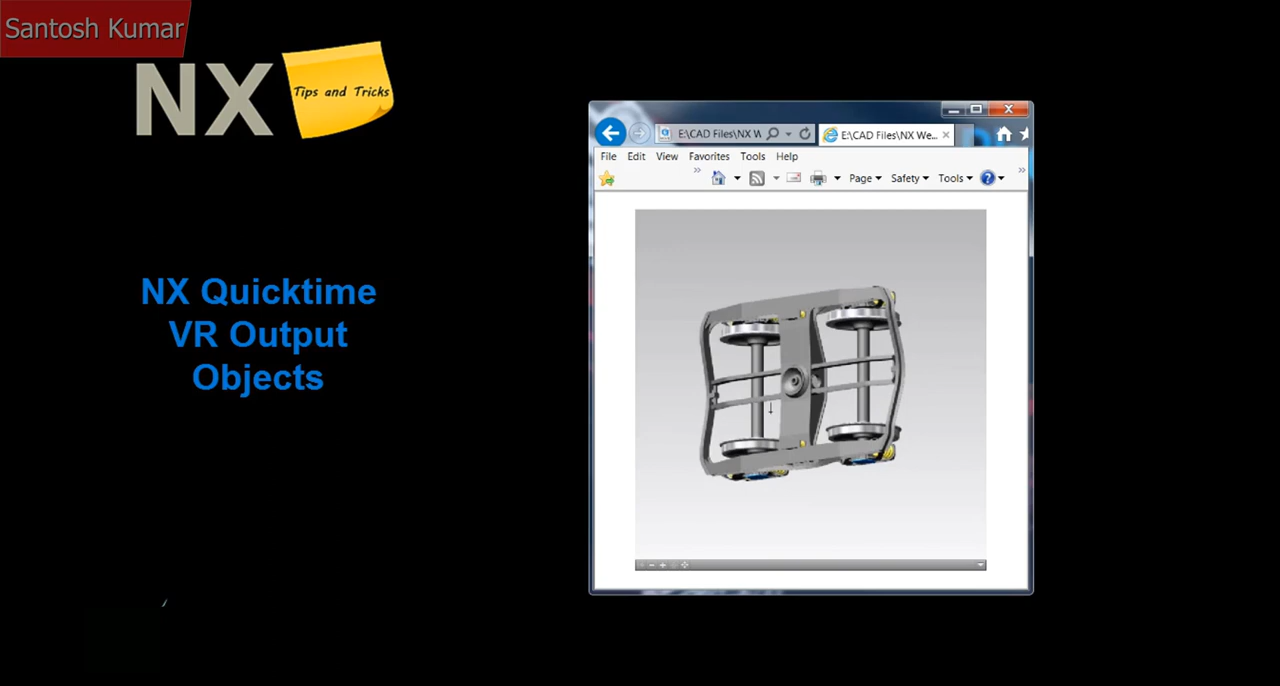 Santosh Kumar
NX
Tips and Tricks
NX Quicktime
VR Output
Objects
E:\CAD Files\NX W
E:\CAD Files\NX We...
File Edit View Favorites Tools Help
Page Safety Tools